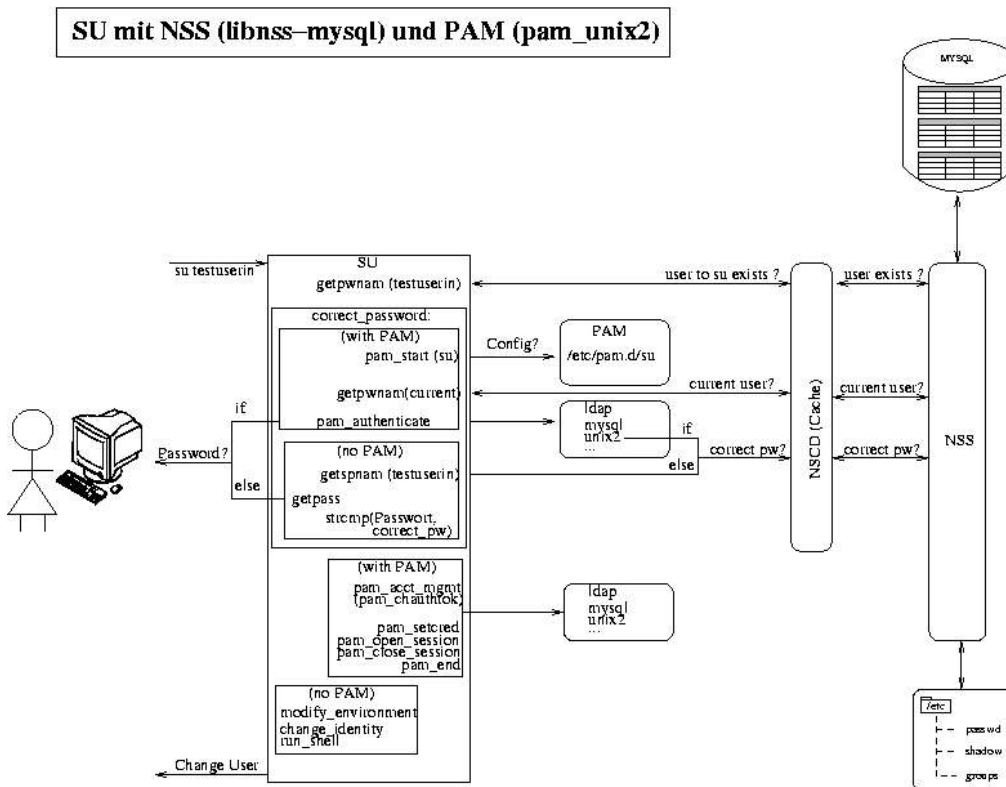 SU mit NSS (libnss–mysql) und PAM (pam_unix2)
MYSQL
su testuserin
SU
getpwnam (testuserin)
user to su exists ?
user exists ?
correct_password:
(with PAM)
pam_start (su)
Config?
PAM
/etc/pam.d/su
getpwnam(current)
current user?
current user?
if
pam_authenticate
ldap
mysql
unix2
...
if
else
Password?
(no PAM)
getspnam (testuserin)
correct pw?
correct pw?
NSCD (Cache)
NSS
else
getpass
strcmp(Passwort,
correct_pw)
(with PAM)
pam_acct_mgmt
(pam_chauthtok)
pam_setcred
pam_open_session
pam_close_session
pam_end
ldap
mysql
unix2
...
(no PAM)
modify_environment
change_identity
run_shell
Change User
/etc
passwd
shadow
groups